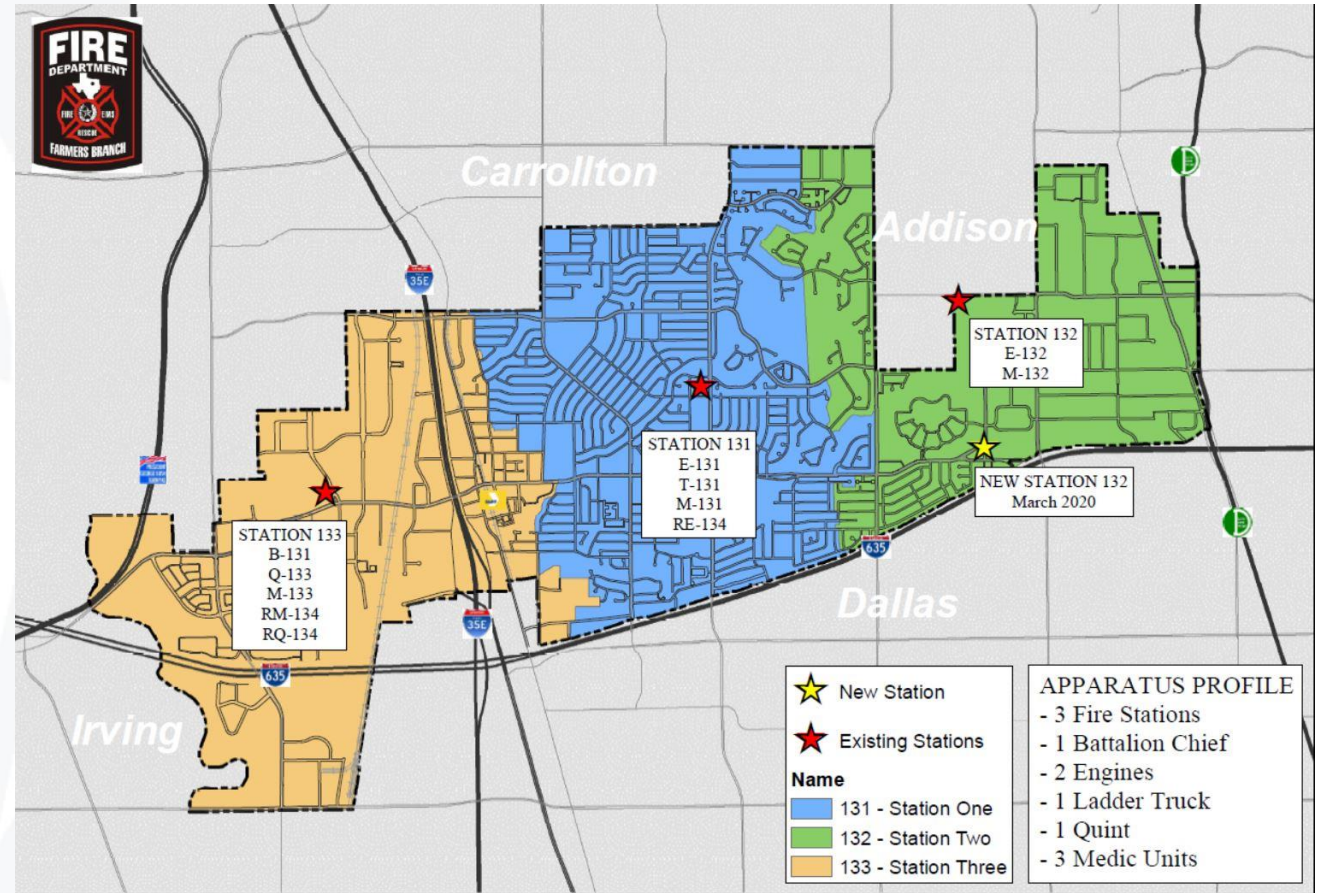 FIRE
DEPARTMENT
FIRE EMS
RESCUE
FARMERS BRANCH
Carrollton
Addison
35E
STATION 132
E-132
M-132
STATION 131
E-131
T-131
M-131
RE-134
NEW STATION 132
March 2020
STATION 133
B-131
Q-133
M-133
RM-134
RQ-134
635
Dallas
35E
635
Irving
New Station
Existing Stations
Name
131 - Station One
132 - Station Two
133 - Station Three
APPARATUS PROFILE
- 3 Fire Stations
- 1 Battalion Chief
- 2 Engines
- 1 Ladder Truck
- 1 Quint
- 3 Medic Units